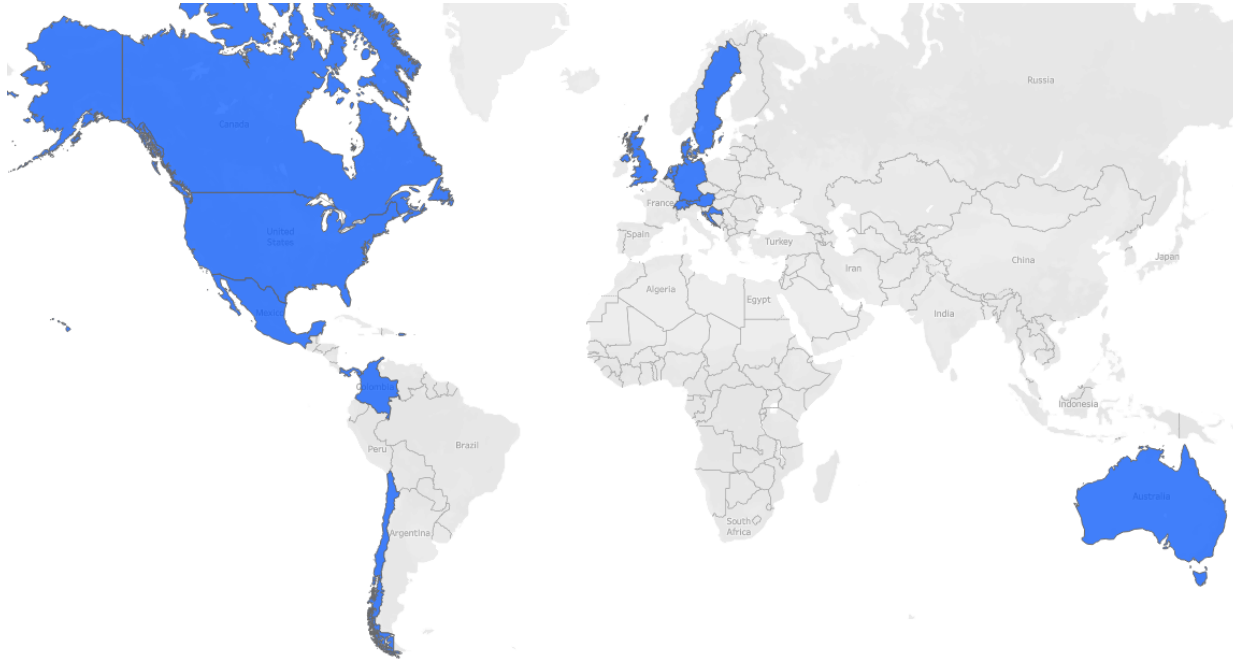 Canada
Russia
United
States
Mexico
France
Spain
Turkey
Iran
China
Japan
Algeria
Egypt
India
Colombia
Indonesia
Peru
Brazil
Australia
South
Africa
Argentina